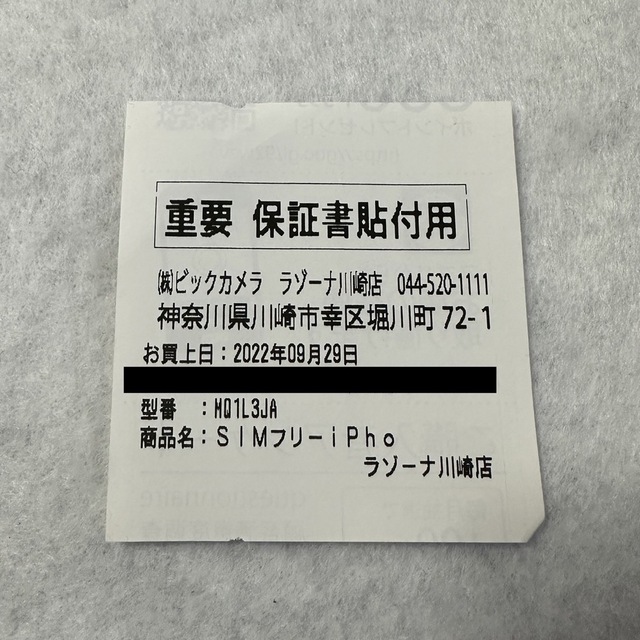 重要 保証書貼付用
㈱ビックカメラ ラゾーナ川崎店 044-520-1111
神奈川県川崎市幸区堀川町72-1
お買上日:2022年09月29日
型番 :MQ1L3JA
商品名:SIMフリーiPho
ラゾーナ川崎店